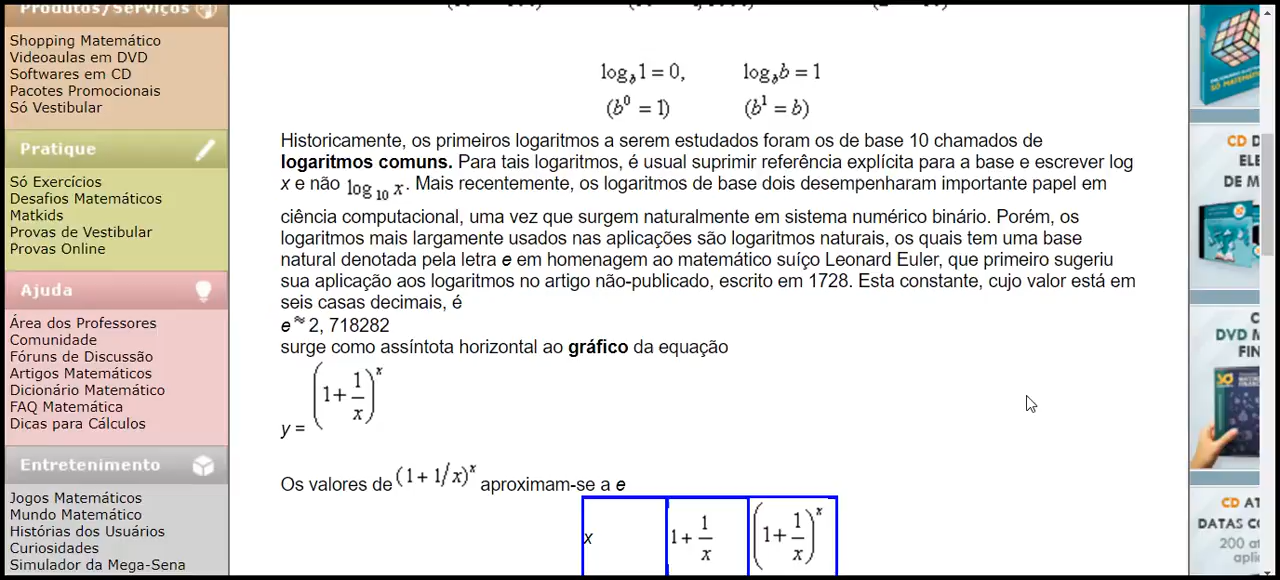 Produtos/Serviços
Shopping Matemático
Videoaulas em DVD
Softwares em CD
Pacotes Promocionais
Só Vestibular
Pratique
Só Exercícios
Desafios Matemáticos
Matkids
Provas de Vestibular
Provas Online
Ajuda
Área dos Professores
Comunidade
Fóruns de Discussão
Artigos Matemáticos
Dicionário Matemático
FAQ Matemática
Dicas para Cálculos
Entretenimento
Jogos Matemáticos
Mundo Matemático
Histórias dos Usuários
Curiosidades
Simulador da Mega-Sena
log_b 1 = 0, log_b b = 1
(b^0 = 1) (b^1 = b)
Historicamente, os primeiros logaritmos a serem estudados foram os de base 10 chamados de
logaritmos comuns. Para tais logaritmos, é usual suprimir referência explícita para a base e escrever log
x e não log_10 x. Mais recentemente, os logaritmos de base dois desempenharam importante papel em
ciência computacional, uma vez que surgem naturalmente em sistema numérico binário. Porém, os
logaritmos mais largamente usados nas aplicações são logaritmos naturais, os quais tem uma base
natural denotada pela letra e em homenagem ao matemático suíço Leonard Euler, que primeiro sugeriu
sua aplicação aos logaritmos no artigo não-publicado, escrito em 1728. Esta constante, cujo valor está em
seis casas decimais, é
e ≈ 2, 718282
surge como assíntota horizontal ao gráfico da equação
y = (1 + 1/x)^x
Os valores de (1 + 1/x)^x aproximam-se a e
x 1 + 1/x (1 + 1/x)^x
CD D
ELE
DE M
DVD M
FIN
CD AT
DATAS CO
200 at